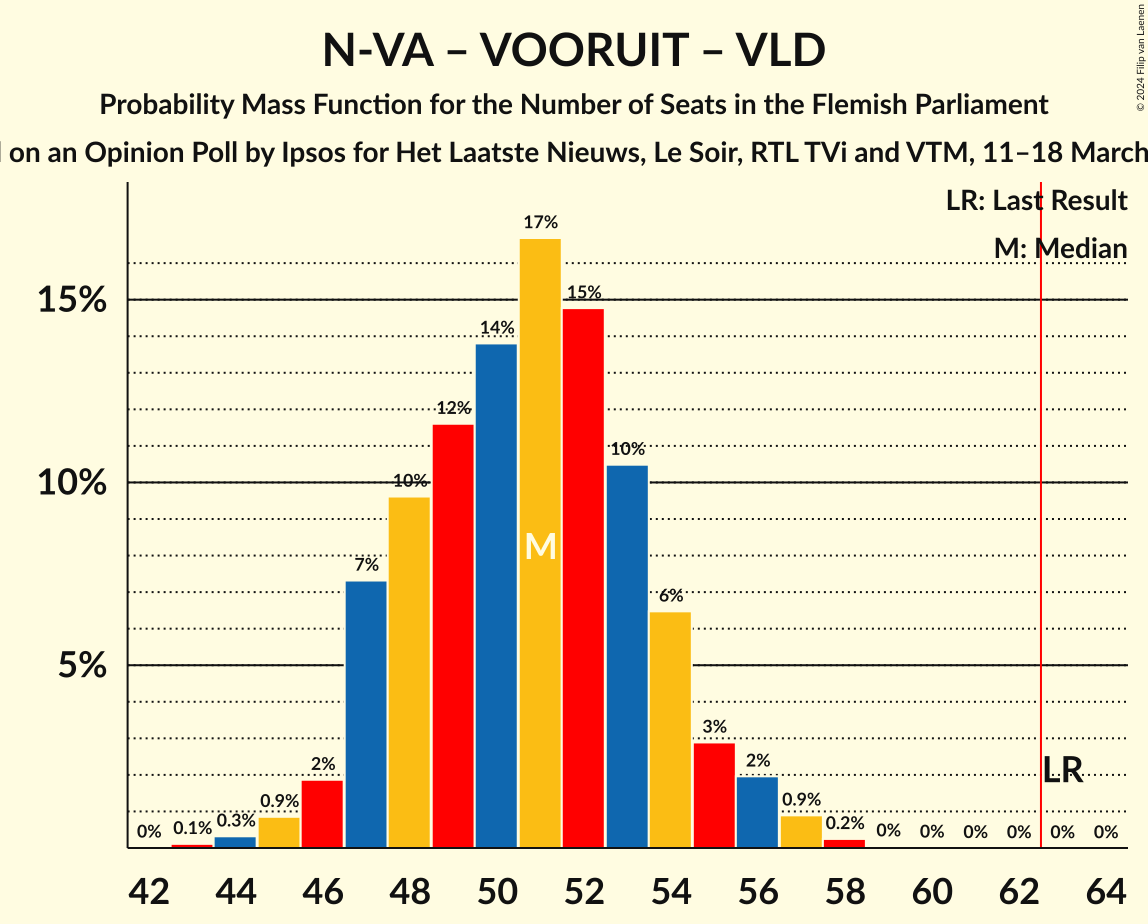 N-VA – VOORUIT – VLD
Probability Mass Function for the Number of Seats in the Flemish Parliament
on an Opinion Poll by Ipsos for Het Laatste Nieuws, Le Soir, RTL TVi and VTM, 11–18 March
© 2024 Filip van Laenen
LR: Last Result
M: Median
17%
15%
15%
14%
12%
10%
10%
10%
M
7%
6%
5%
3%
2%
2%
LR
0% 0.1% 0.3% 0.9% 0.9% 0.2% 0% 0% 0% 0% 0% 0%
42 44 46 48 50 52 54 56 58 60 62 64